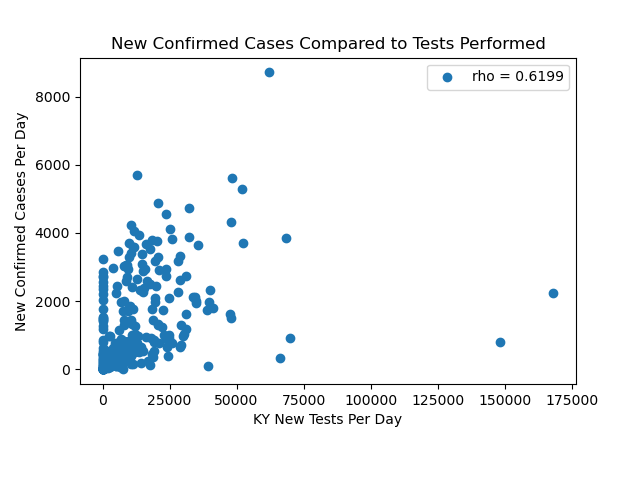 New Confirmed Cases Compared to Tests Performed
rho = 0.6199
New Confirmed Caeses Per Day
8000
6000
4000
2000
0
0 25000 50000 75000 100000 125000 150000 175000
KY New Tests Per Day